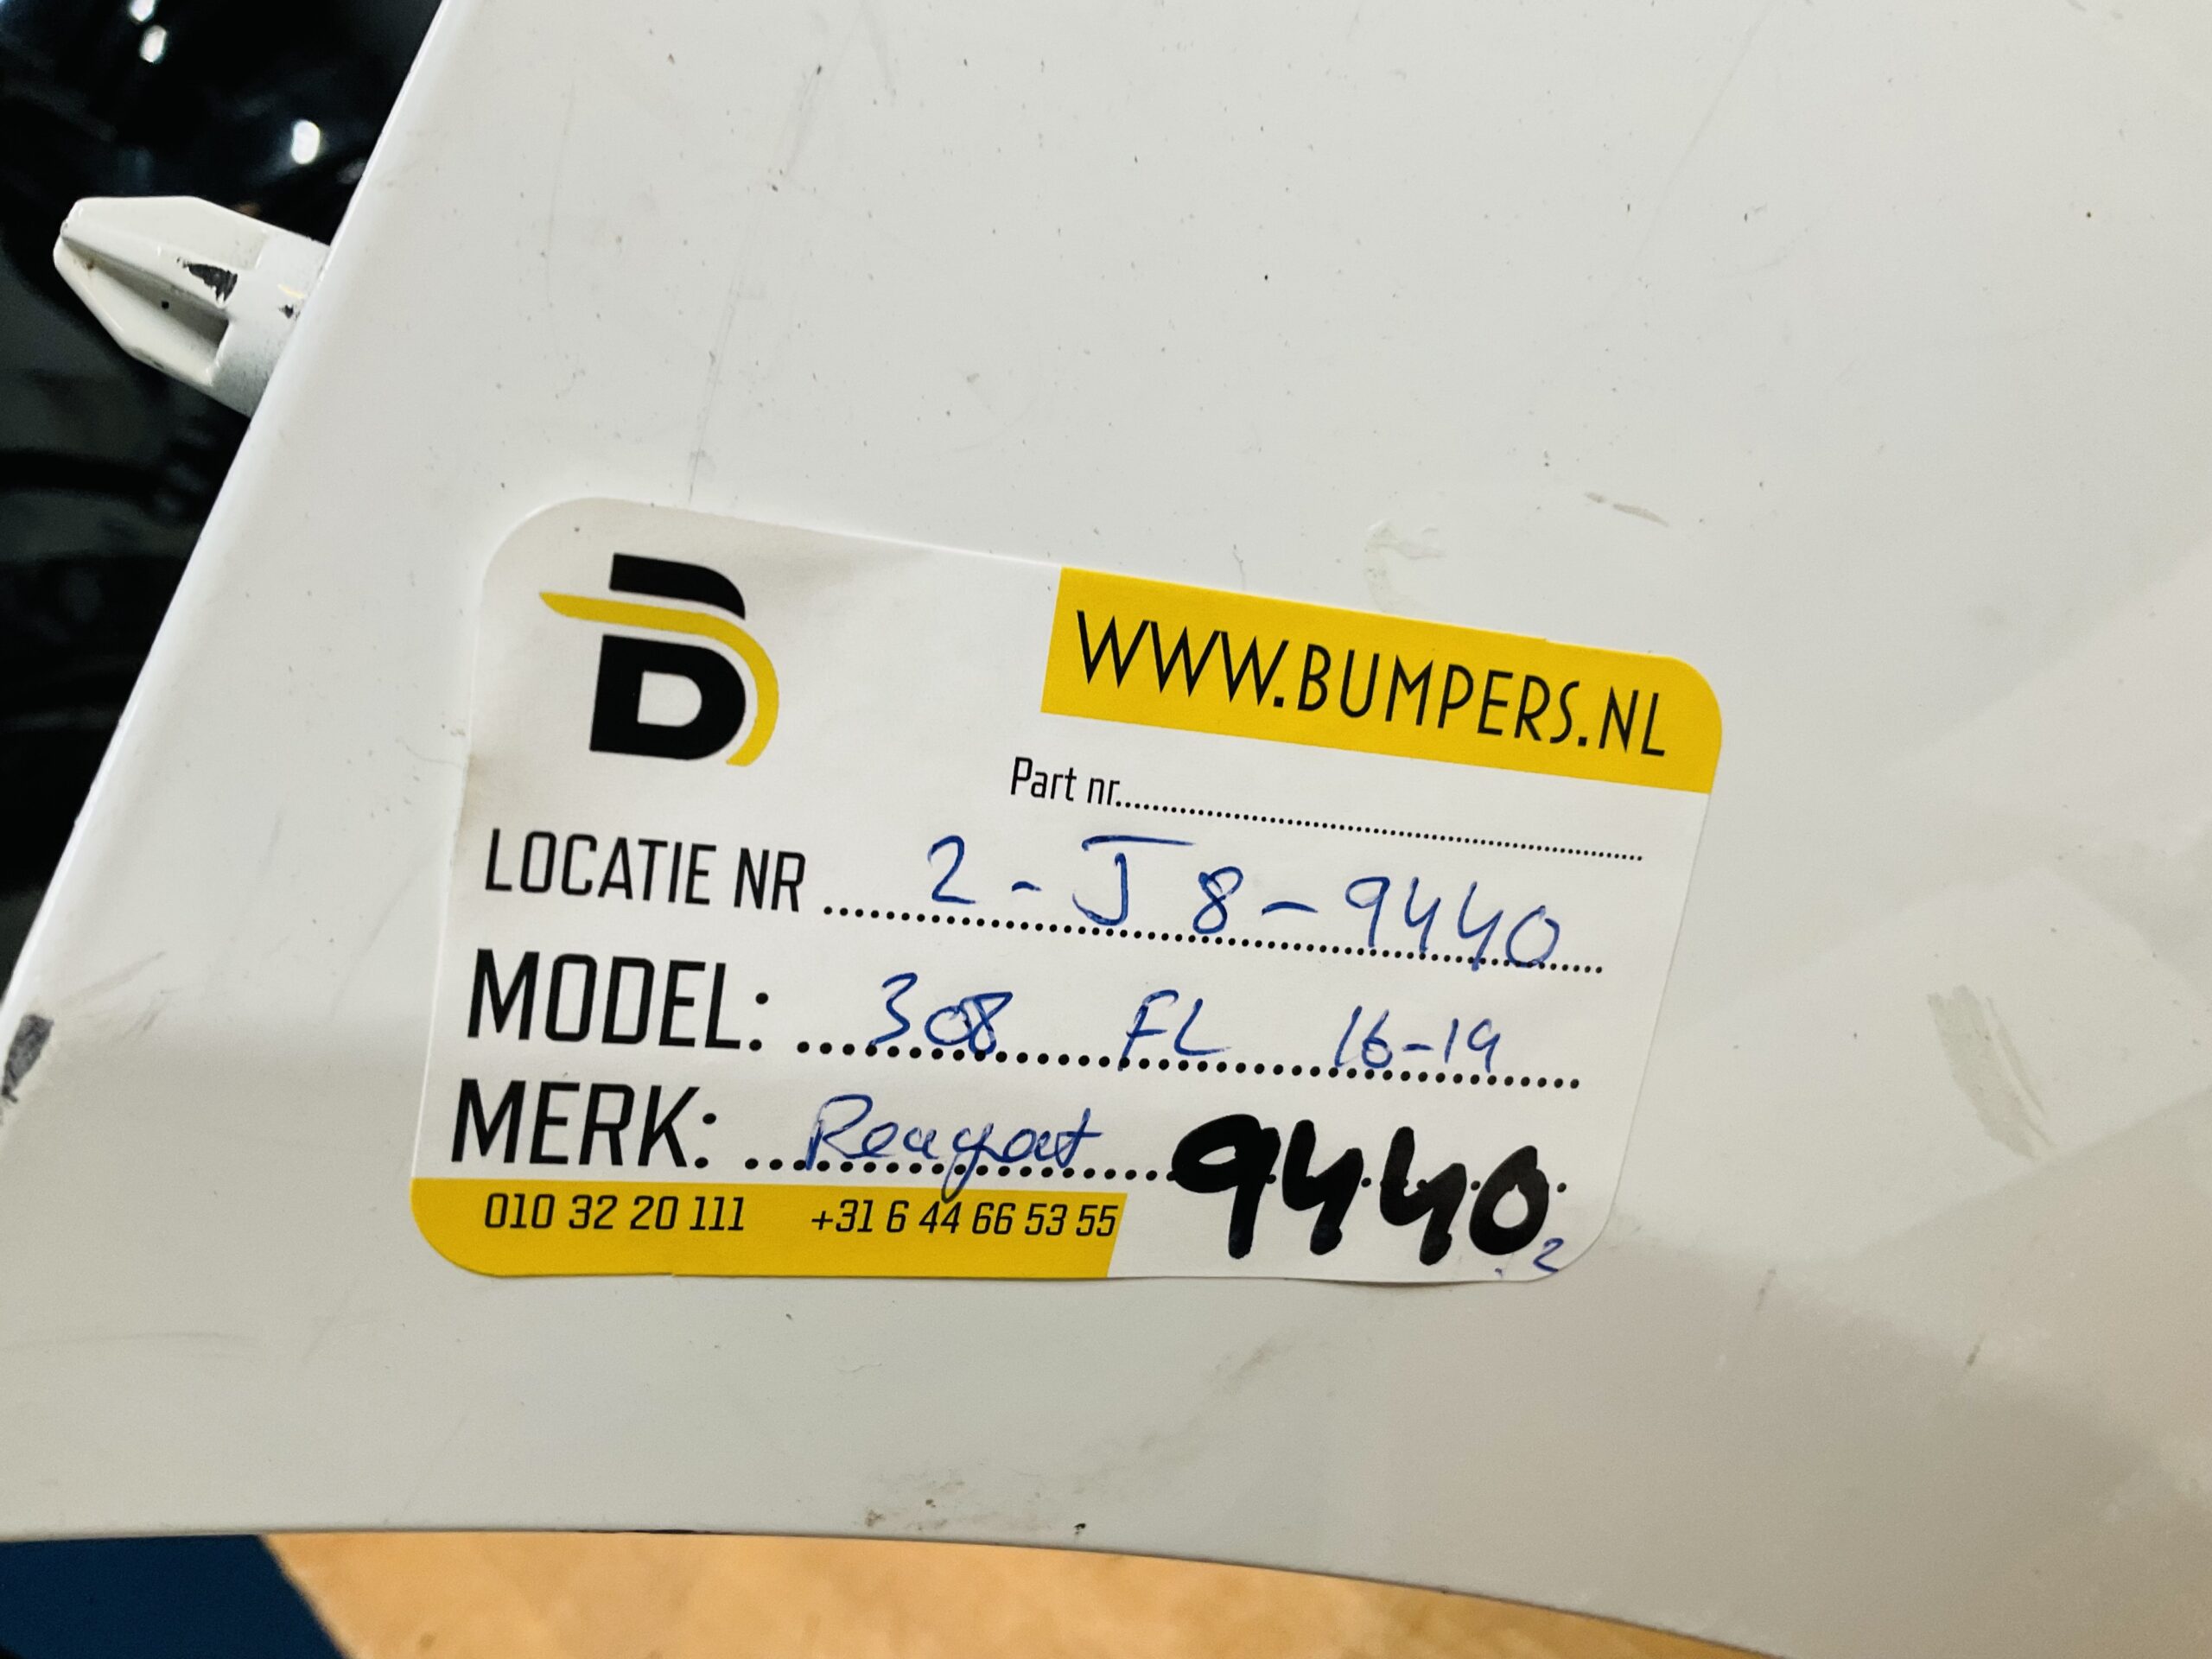 WWW.BUMPERS.NL
Part nr..............................
LOCATIE NR 2-J8-9440
MODEL: 308 FL 16-19
MERK: Peugeot 9440
010 32 20 111 +31 6 44 66 53 55
2